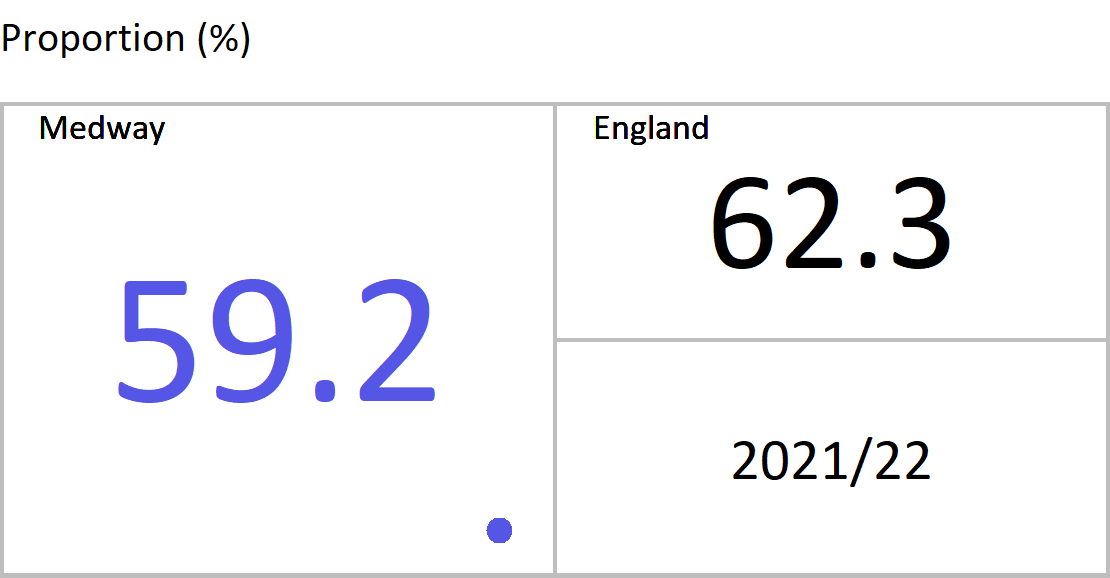 Proportion (%)
Medway
59.2
England
62.3
2021/22